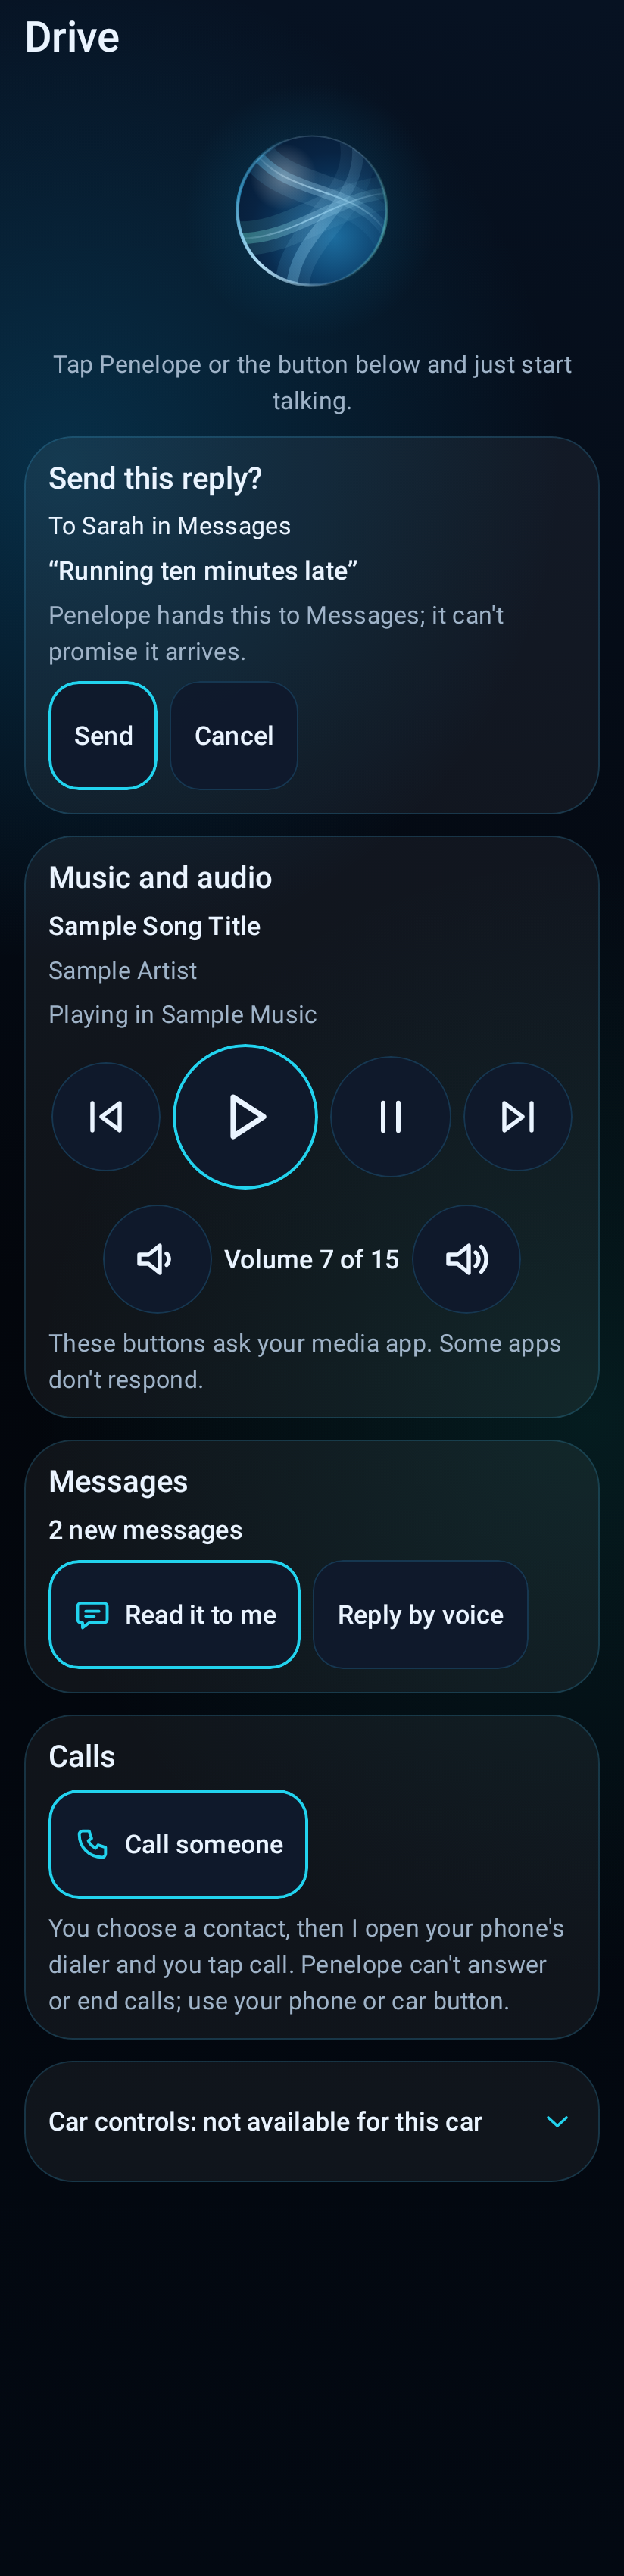 Drive
Tap Penelope or the button below and just start
talking.
Send this reply?
To Sarah in Messages
“Running ten minutes late”
Penelope hands this to Messages; it can't
promise it arrives.
Send
Cancel
Music and audio
Sample Song Title
Sample Artist
Playing in Sample Music
Volume 7 of 15
These buttons ask your media app. Some apps
don't respond.
Messages
2 new messages
Read it to me
Reply by voice
Calls
Call someone
You choose a contact, then I open your phone's
dialer and you tap call. Penelope can't answer
or end calls; use your phone or car button.
Car controls: not available for this car